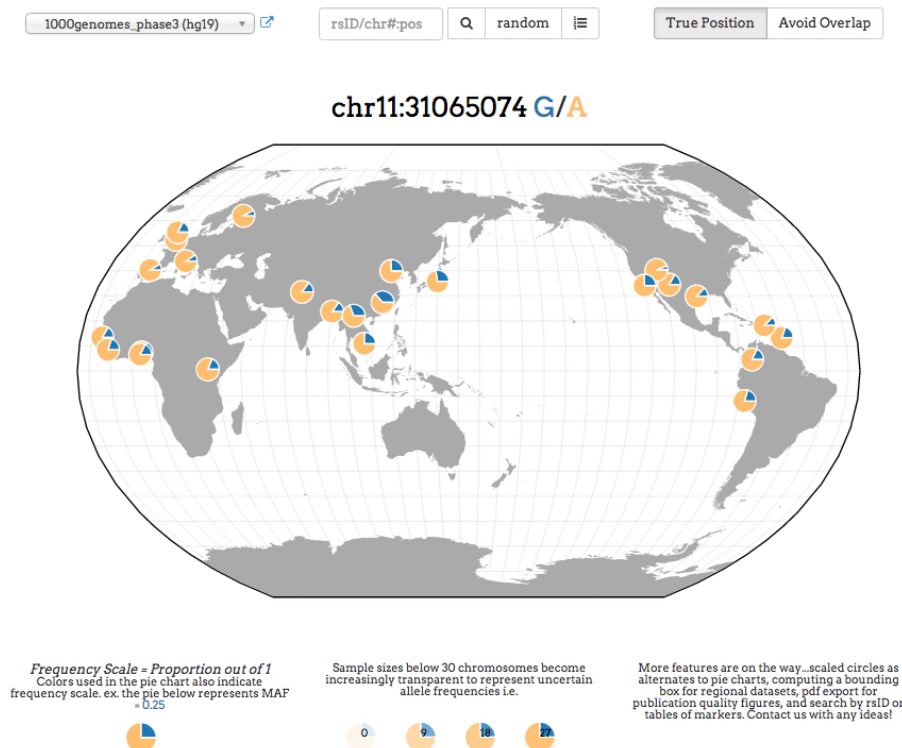 1000genomes_phase3 (hg19)
rsID/chr#:pos
random
True Position
Avoid Overlap
chr11:31065074 G/A
Frequency Scale = Proportion out of 1
Colors used in the pie chart also indicate
frequency scale. ex. the pie below represents MAF
= 0.25
Sample sizes below 30 chromosomes become
increasingly transparent to represent uncertain
allele frequencies i.e.
0
9
18
27
More features are on the way...scaled circles as
alternates to pie charts, computing a bounding
box for regional datasets, pdf export for
publication quality figures, and search by rsID or
tables of markers. Contact us with any ideas!